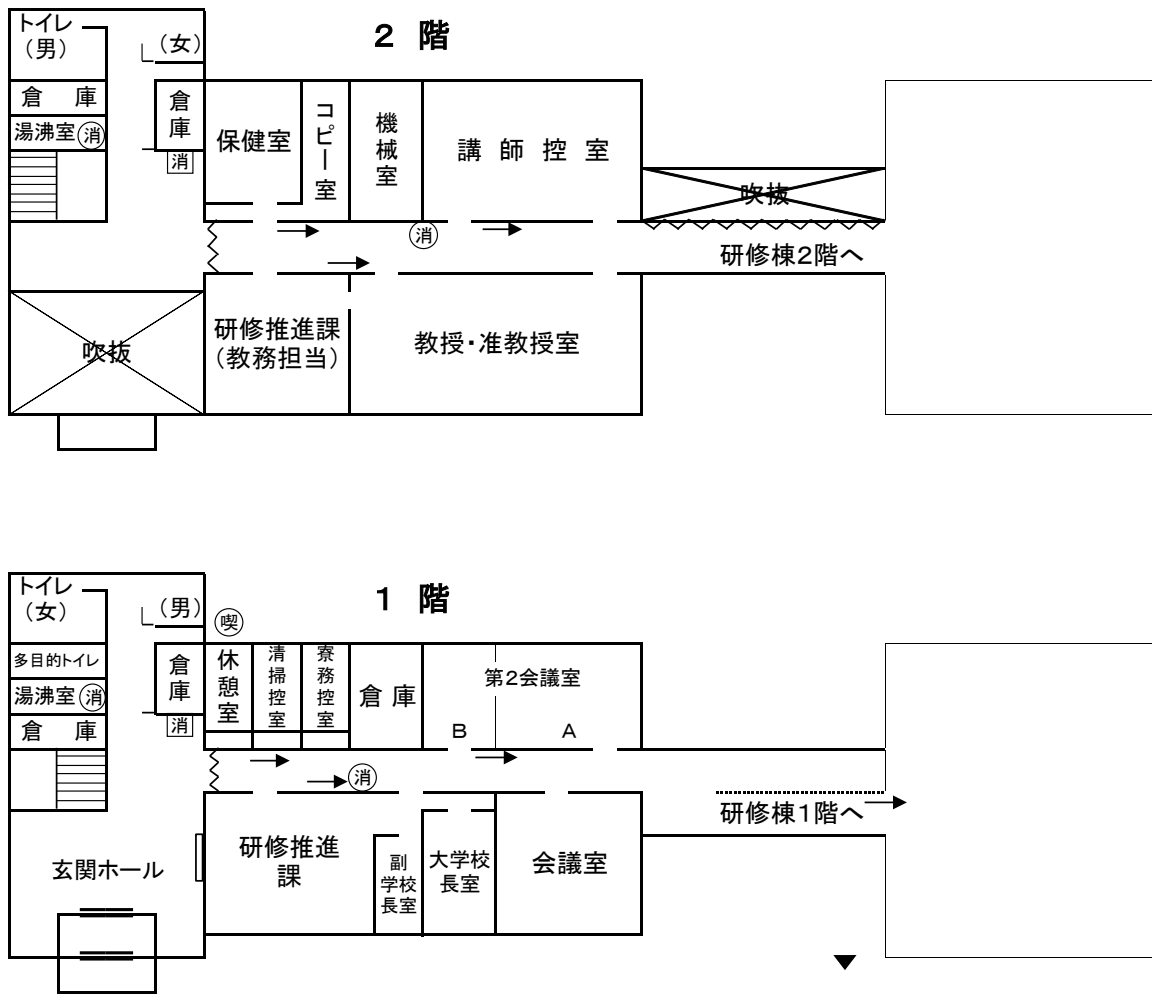 ２ 階
トイレ
（男）
（女）
倉 庫
湯沸室 消
倉庫
消
保健室
コピー室
機械室
講 師 控 室
吹抜
消
研修棟２階へ
吹抜
研修推進課
（教務担当）
教授・准教授室
１ 階
トイレ
（女）
（男）
喫
多目的トイレ
湯沸室 消
倉 庫
倉庫
消
休憩室
清掃控室
寮務控室
倉 庫
第２会議室
B
A
消
研修棟１階へ
玄関ホール
研修推進
課
副
学校
長室
大学校
長室
会議室